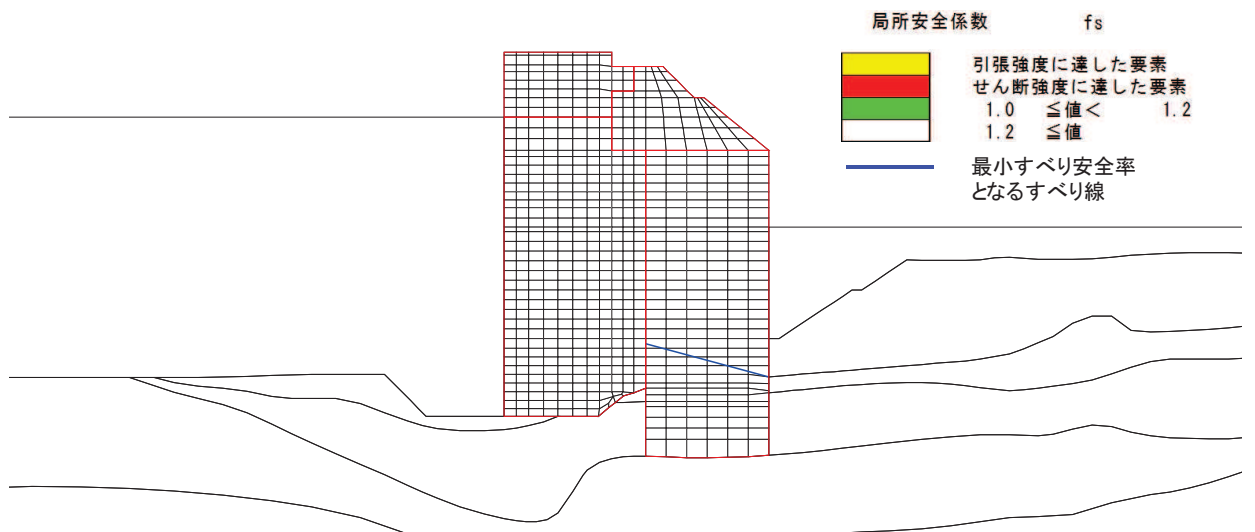 局所安全係数 fs
引張強度に達した要素
せん断強度に達した要素
1.0 ≦値＜ 1.2
1.2 ≦値
最小すべり安全率
となるすべり線